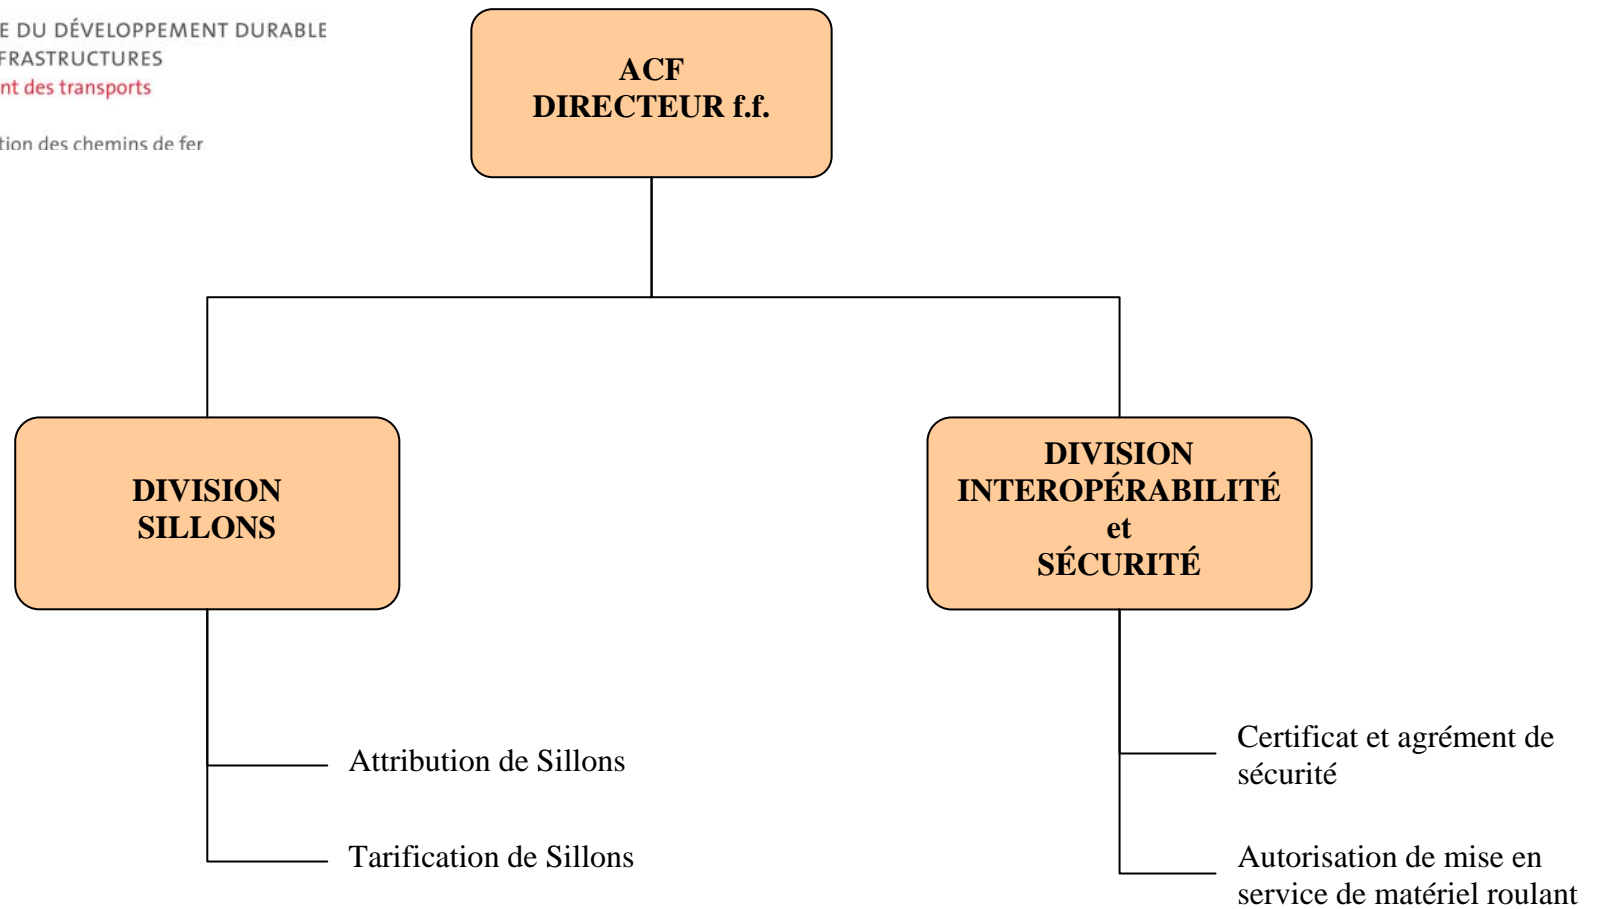 E DU DÉVELOPPEMENT DURABLE
FRASTRUCTURES
nt des transports
tion des chemins de fer
ACF
DIRECTEUR f.f.
DIVISION
SILLONS
DIVISION
INTEROPÉRABILITÉ
et
SÉCURITÉ
Attribution de Sillons
Tarification de Sillons
Certificat et agrément de
sécurité
Autorisation de mise en
service de matériel roulant